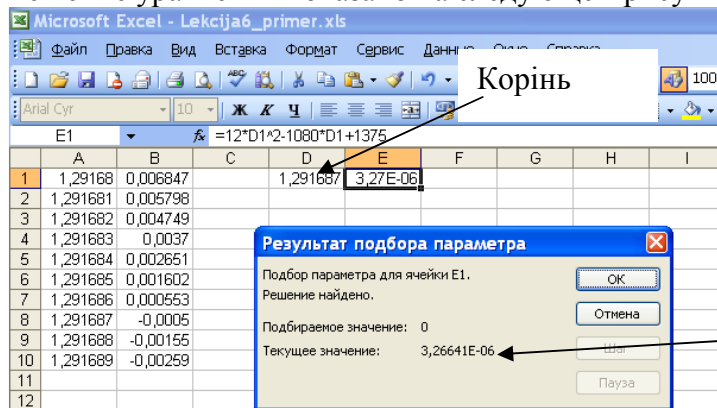 Microsoft Excel - Lekcija6_primer.xls
Файл Правка Вид Вставка Формат Сервис
Корінь
100
Arial Cyr 10 Ж К Ч
E1 fx =12*D1^2-1080*D1+1375
A B C D E F G H I
1 1,29168 0,006847 1,291687 3,27E-06
2 1,291681 0,005798
3 1,291682 0,004749
4 1,291683 0,0037
5 1,291684 0,002651
6 1,291685 0,001602
7 1,291686 0,000553
8 1,291687 -0,0005
9 1,291688 -0,00155
10 1,291689 -0,00259
11
12
Результат подбора параметра
Подбор параметра для ячейки E1.
Решение найдено.
Подбираемое значение: 0
Текущее значение: 3,26641E-06
ОК
Отмена
Шаг
Пауза